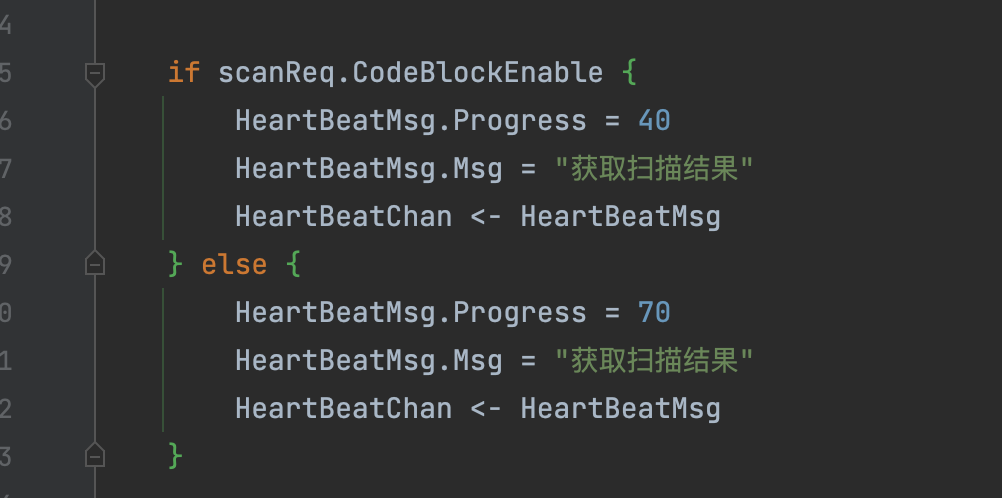 4
5 if scanReq.CodeBlockEnable {
6 HeartBeatMsg.Progress = 40
7 HeartBeatMsg.Msg = "获取扫描结果"
8 HeartBeatChan <- HeartBeatMsg
9 } else {
0 HeartBeatMsg.Progress = 70
1 HeartBeatMsg.Msg = "获取扫描结果"
2 HeartBeatChan <- HeartBeatMsg
3 }